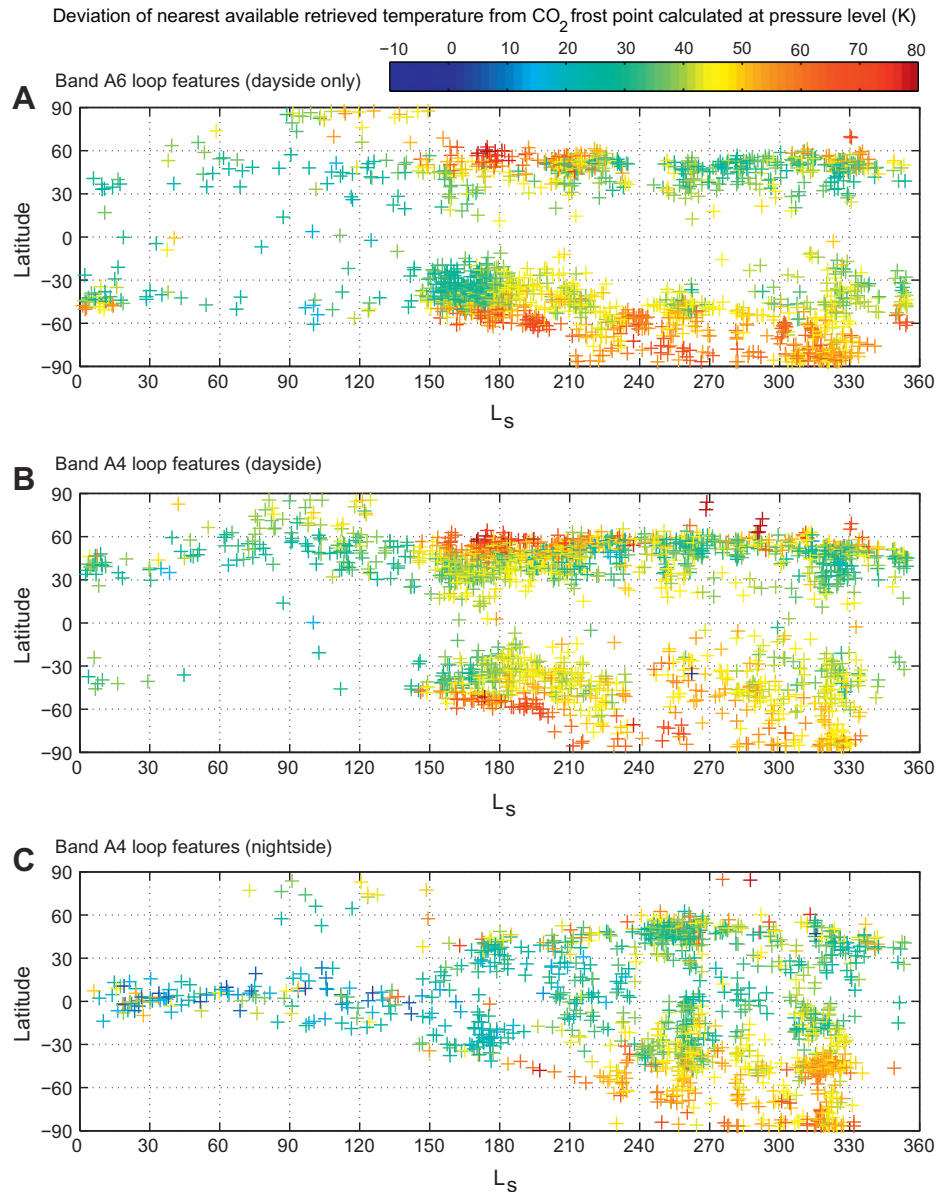 Deviation of nearest available retrieved temperature from CO2 frost point calculated at pressure level (K)
−10 0 10 20 30 40 50 60 70 80
A Band A6 loop features (dayside only)
90
60
30
0
−30
−60
−90
Latitude
0 30 60 90 120 150 180 210 240 270 300 330 360
Ls
B Band A4 loop features (dayside)
90
60
30
0
−30
−60
−90
Latitude
0 30 60 90 120 150 180 210 240 270 300 330 360
Ls
C Band A4 loop features (nightside)
90
60
30
0
−30
−60
−90
Latitude
0 30 60 90 120 150 180 210 240 270 300 330 360
Ls